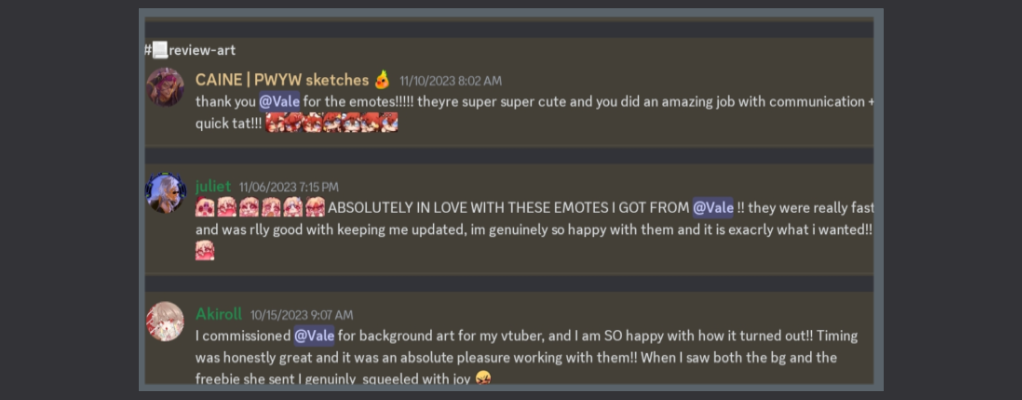 #review-art
CAINE | PWYW sketches 11/10/2023 8:02 AM
thank you @Vale for the emotes!!!!! theyre super super cute and you did an amazing job with communication +
quick tat!!!
juliet 11/06/2023 7:15 PM
ABSOLUTELY IN LOVE WITH THESE EMOTES I GOT FROM @Vale !! they were really fast
and was rlly good with keeping me updated, im genuinely so happy with them and it is exacrly what i wanted!!
Akiroll 10/15/2023 9:07 AM
I commissioned @Vale for background art for my vtuber, and I am SO happy with how it turned out!! Timing
was honestly great and it was an absolute pleasure working with them!! When I saw both the bg and the
freebie she sent I genuinly squeeled with joy